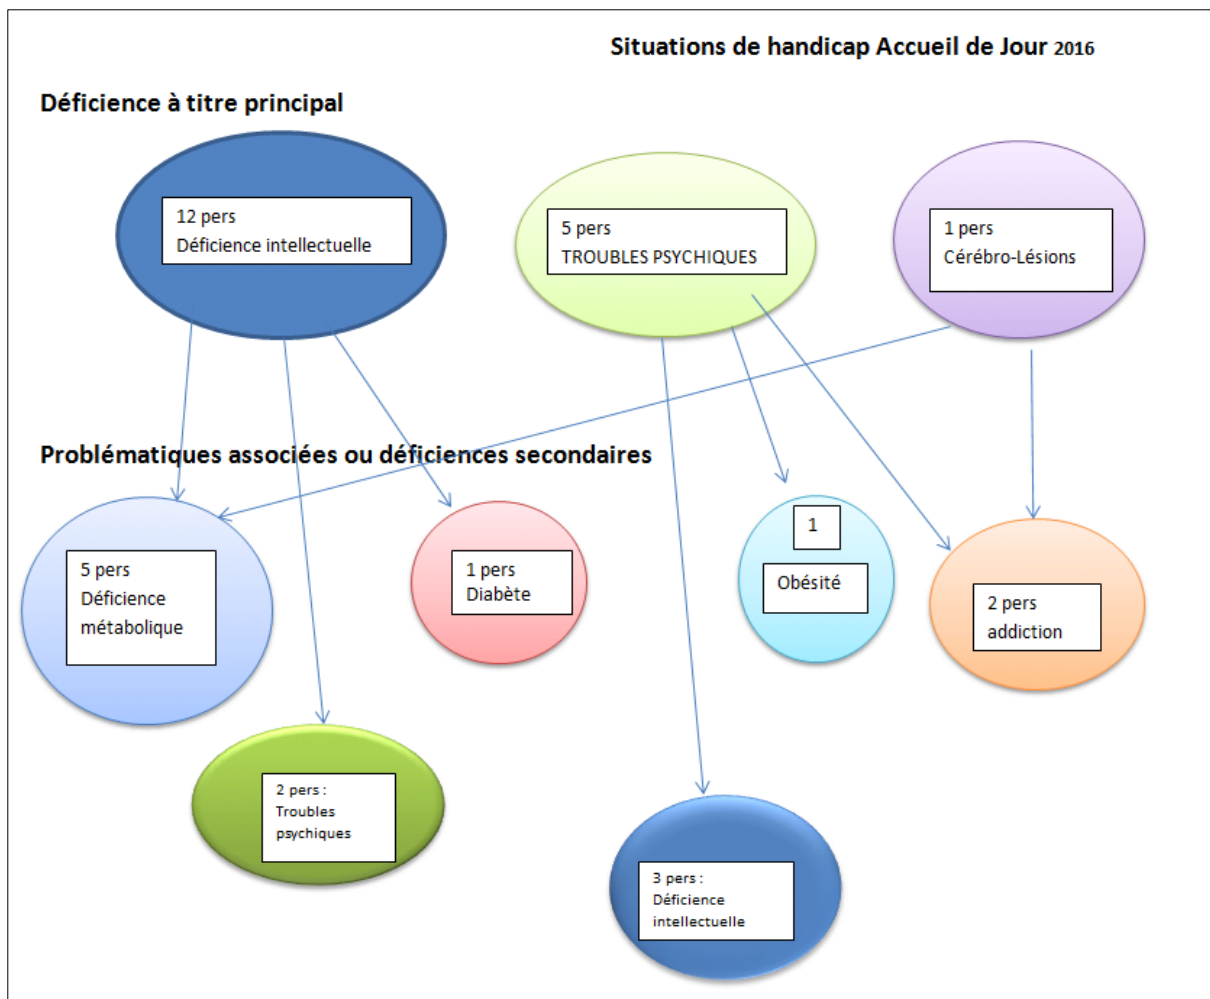 Situations de handicap Accueil de Jour 2016
Déficience à titre principal
12 pers
Déficience intellectuelle
5 pers
TROUBLES PSYCHIQUES
1 pers
Cérébro-Lésions
Problématiques associées ou déficiences secondaires
5 pers
Déficience
métabolique
1 pers
Diabète
1
Obésité
2 pers
addiction
2 pers :
Troubles
psychiques
3 pers :
Déficience
intellectuelle